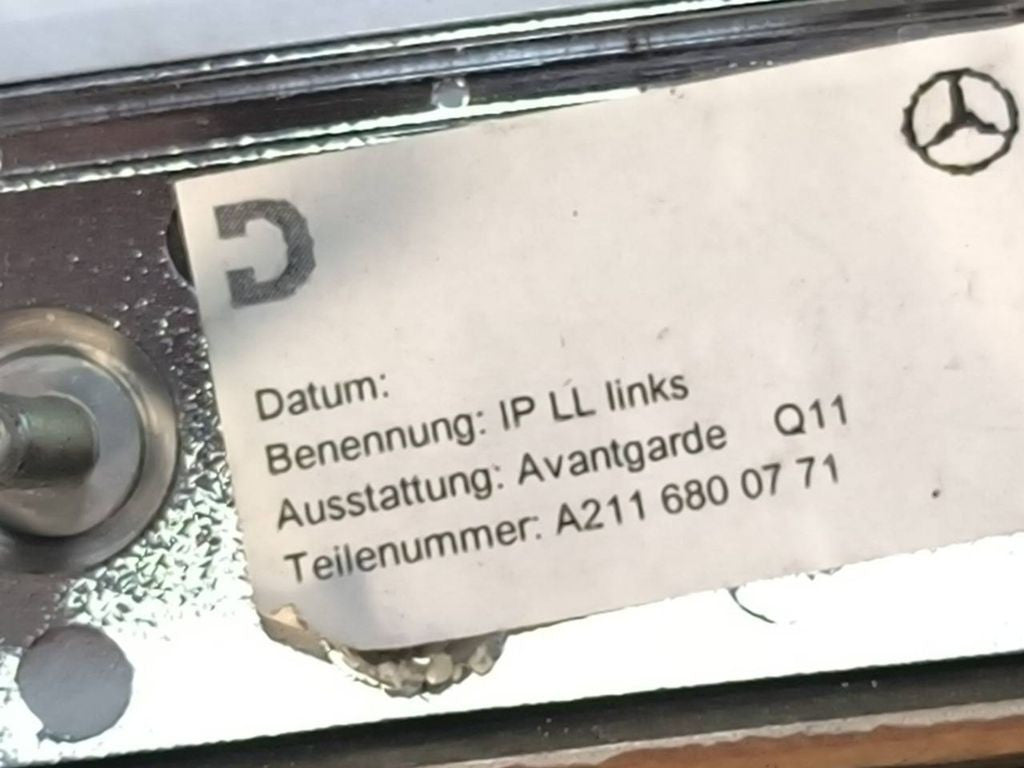 Datum:
Benennung: IP LL links
Ausstattung: Avantgarde Q11
Teilenummer: A211 680 07 71